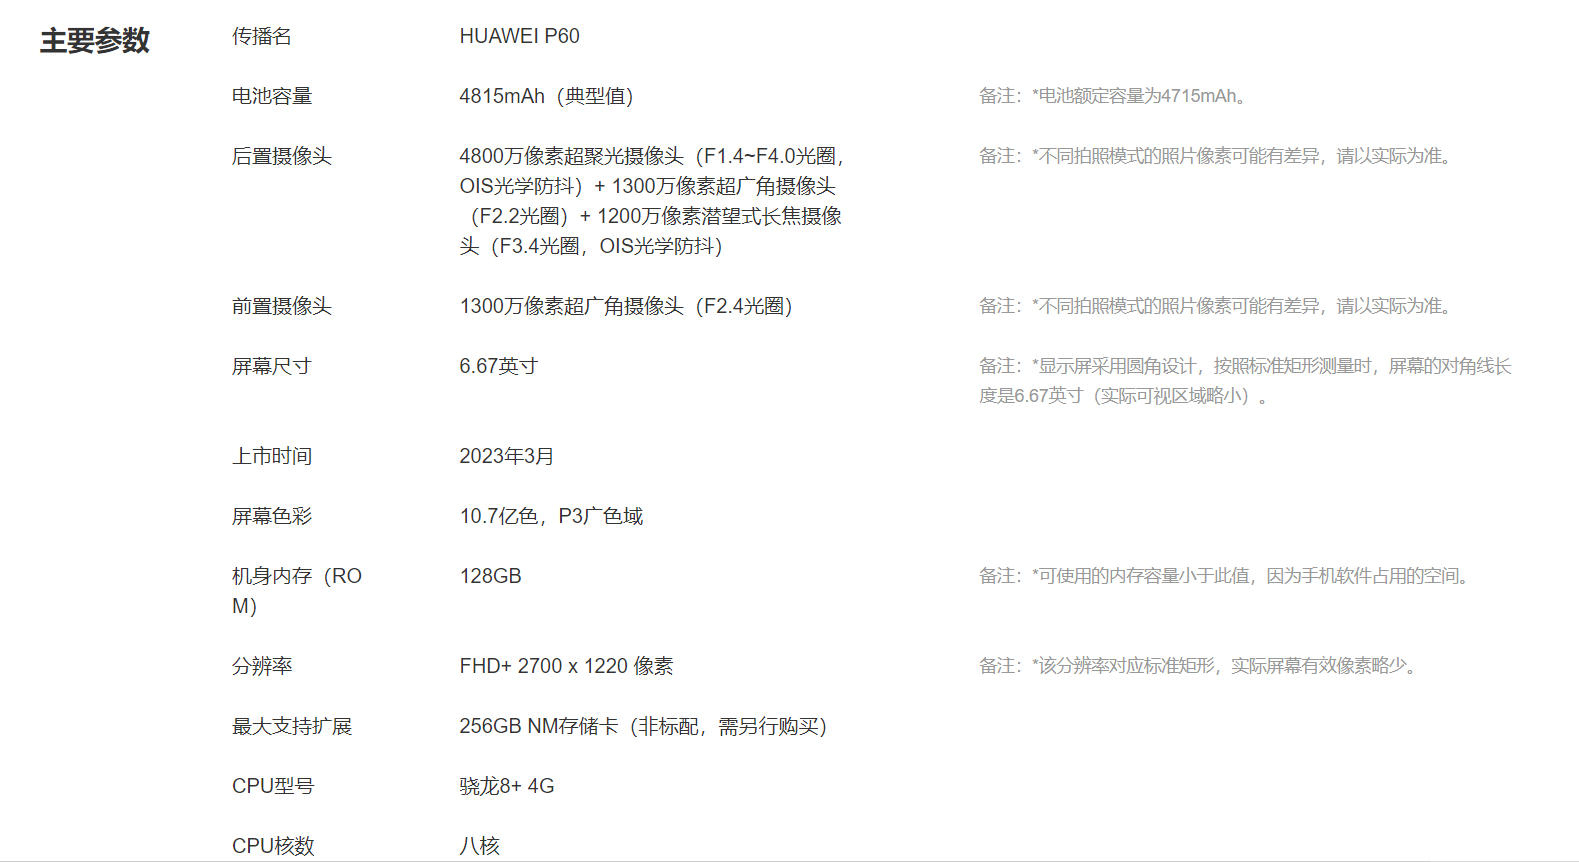 主要参数
传播名
HUAWEI P60
电池容量
4815mAh（典型值）
备注：*电池额定容量为4715mAh。
后置摄像头
4800万像素超聚光摄像头（F1.4~F4.0光圈，
OIS光学防抖）+ 1300万像素超广角摄像头
（F2.2光圈）+ 1200万像素潜望式长焦摄像
头（F3.4光圈，OIS光学防抖）
备注：*不同拍照模式的照片像素可能有差异，请以实际为准。
前置摄像头
1300万像素超广角摄像头（F2.4光圈）
备注：*不同拍照模式的照片像素可能有差异，请以实际为准。
屏幕尺寸
6.67英寸
备注：*显示屏采用圆角设计，按照标准矩形测量时，屏幕的对角线长
度是6.67英寸（实际可视区域略小）。
上市时间
2023年3月
屏幕色彩
10.7亿色，P3广色域
机身内存（RO
M）
128GB
备注：*可使用的内存容量小于此值，因为手机软件占用的空间。
分辨率
FHD+ 2700 x 1220 像素
备注：*该分辨率对应标准矩形，实际屏幕有效像素略少。
最大支持扩展
256GB NM存储卡（非标配，需另行购买）
CPU型号
骁龙8+ 4G
CPU核数
八核